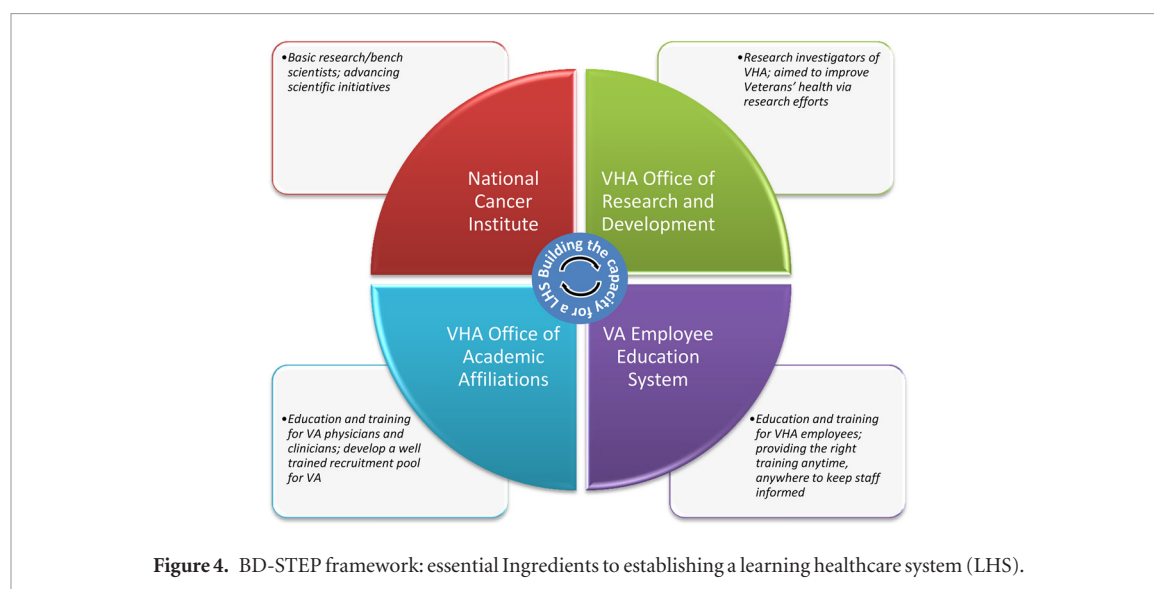 •Basic research/bench
scientists; advancing
scientific initiatives
•Research investigators of
VHA; aimed to improve
Veterans' health via
research efforts
National
Cancer
Institute
VHA Office of
Research and
Development
Building the capacity for a LHS
VHA Office of
Academic
Affiliations
VA Employee
Education
System
•Education and training
for VA physicians and
clinicians; develop a well
trained recruitment pool
for VA
•Education and training
for VHA employees;
providing the right
training anytime,
anywhere to keep staff
informed
Figure 4. BD-STEP framework: essential Ingredients to establishing a learning healthcare system (LHS).